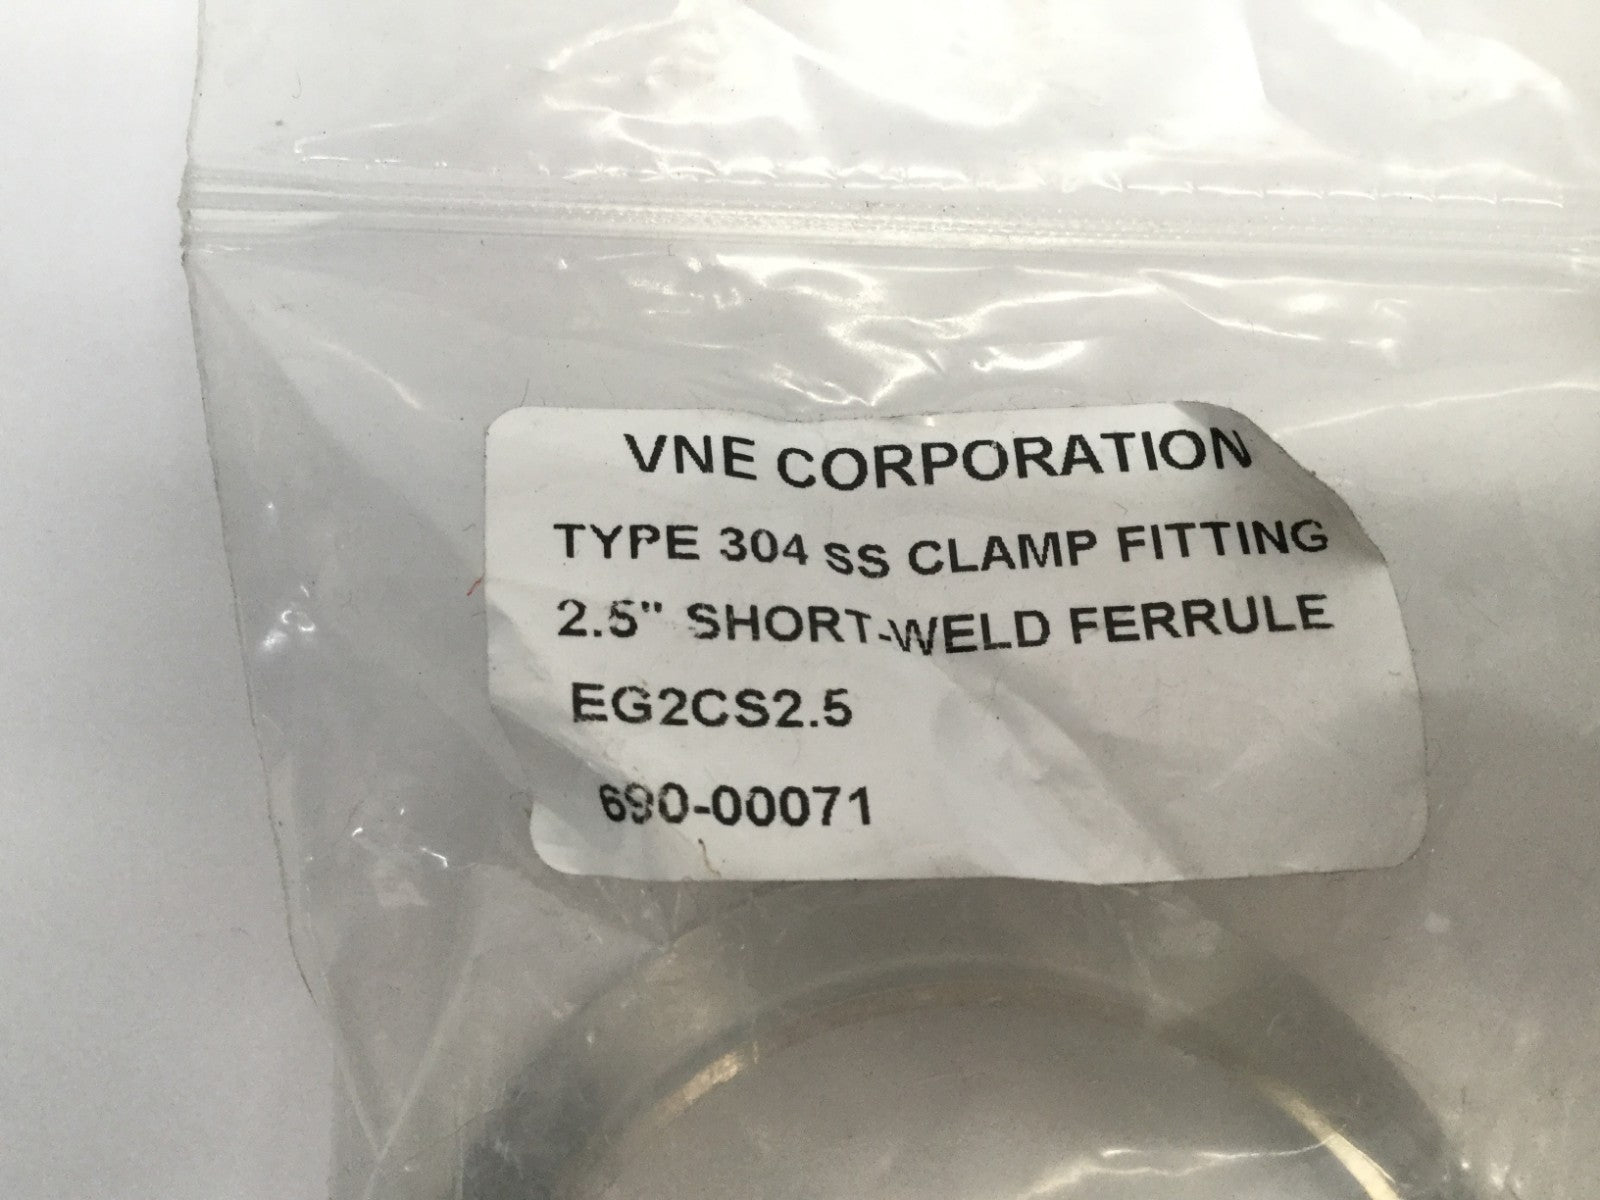 VNE CORPORATION
TYPE 304 SS CLAMP FITTING
2.5" SHORT-WELD FERRULE
EG2CS2.5
690-00071